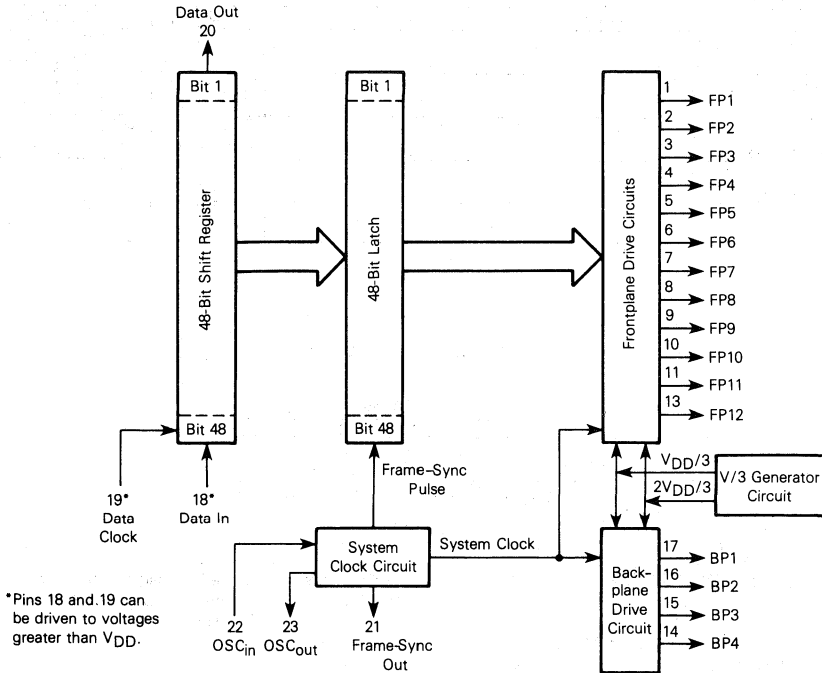 Data Out
20
Bit 1
48-Bit Shift Register
Bit 48
19*
Data
Clock
18*
Data In
Bit 1
48-Bit Latch
Bit 48
Frame-Sync
Pulse
System
Clock Circuit
System Clock
22
OSCin
23
OSCout
21
Frame-Sync
Out
Frontplane Drive Circuits
1 FP1
2 FP2
3 FP3
4 FP4
5 FP5
6 FP6
7 FP7
8 FP8
9 FP9
10 FP10
11 FP11
13 FP12
VDD/3
2VDD/3
V/3 Generator
Circuit
Back-
plane
Drive
Circuit
17 BP1
16 BP2
15 BP3
14 BP4
*Pins 18 and 19 can
be driven to voltages
greater than VDD.